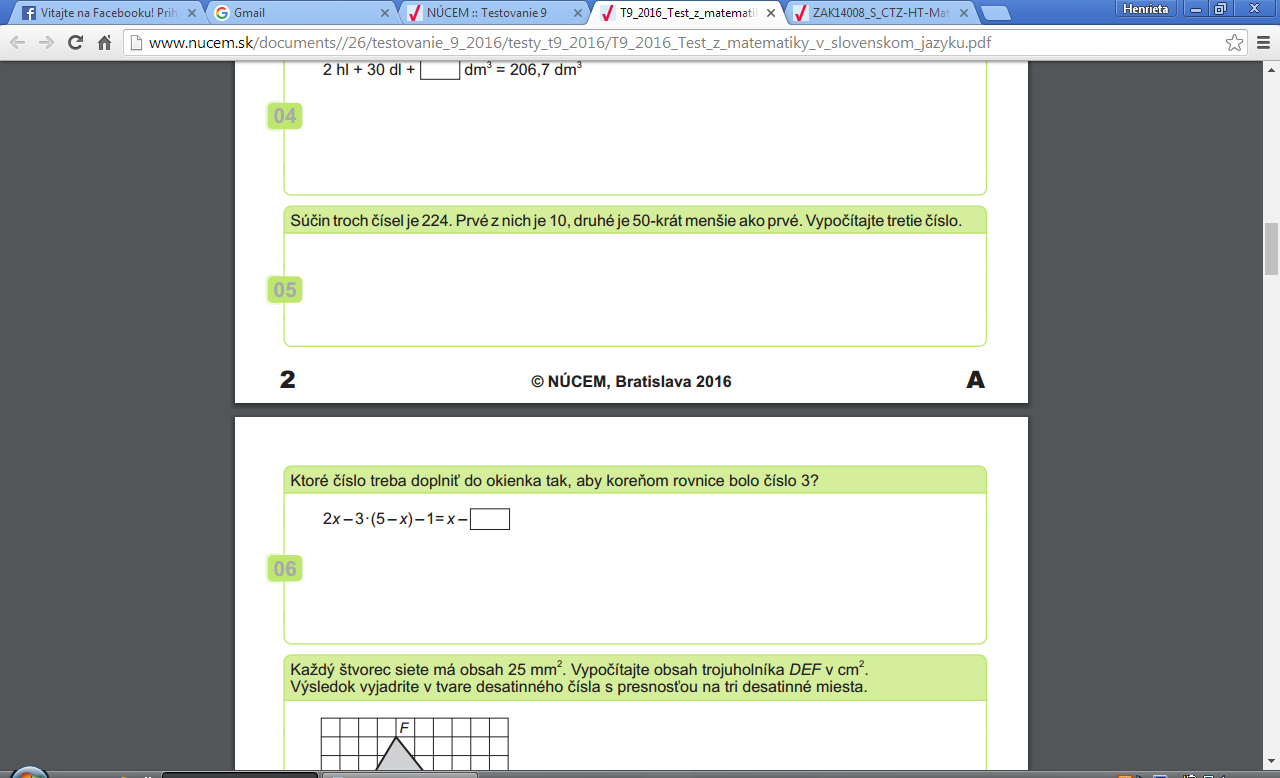 Vitajte na Facebooku! Prih
Gmail
NÚCEM :: Testovanie 9
T9_2016_Test_z_matemati
ZAK14008_S_CTZ-HT-Mat
Henrieta
www.nucem.sk/documents//26/testovanie_9_2016/testy_t9_2016/T9_2016_Test_z_matematiky_v_slovenskom_jazyku.pdf
2 hl + 30 dl + dm³ = 206,7 dm³
04
Súčin troch čísel je 224. Prvé z nich je 10, druhé je 50-krát menšie ako prvé. Vypočítajte tretie číslo.
05
2 © NÚCEM, Bratislava 2016 A
Ktoré číslo treba doplniť do okienka tak, aby koreňom rovnice bolo číslo 3?
2x – 3·(5 – x) – 1 = x –
06
Každý štvorec siete má obsah 25 mm². Vypočítajte obsah trojuholníka DEF v cm².
Výsledok vyjadrite v tvare desatinného čísla s presnosťou na tri desatinné miesta.
F